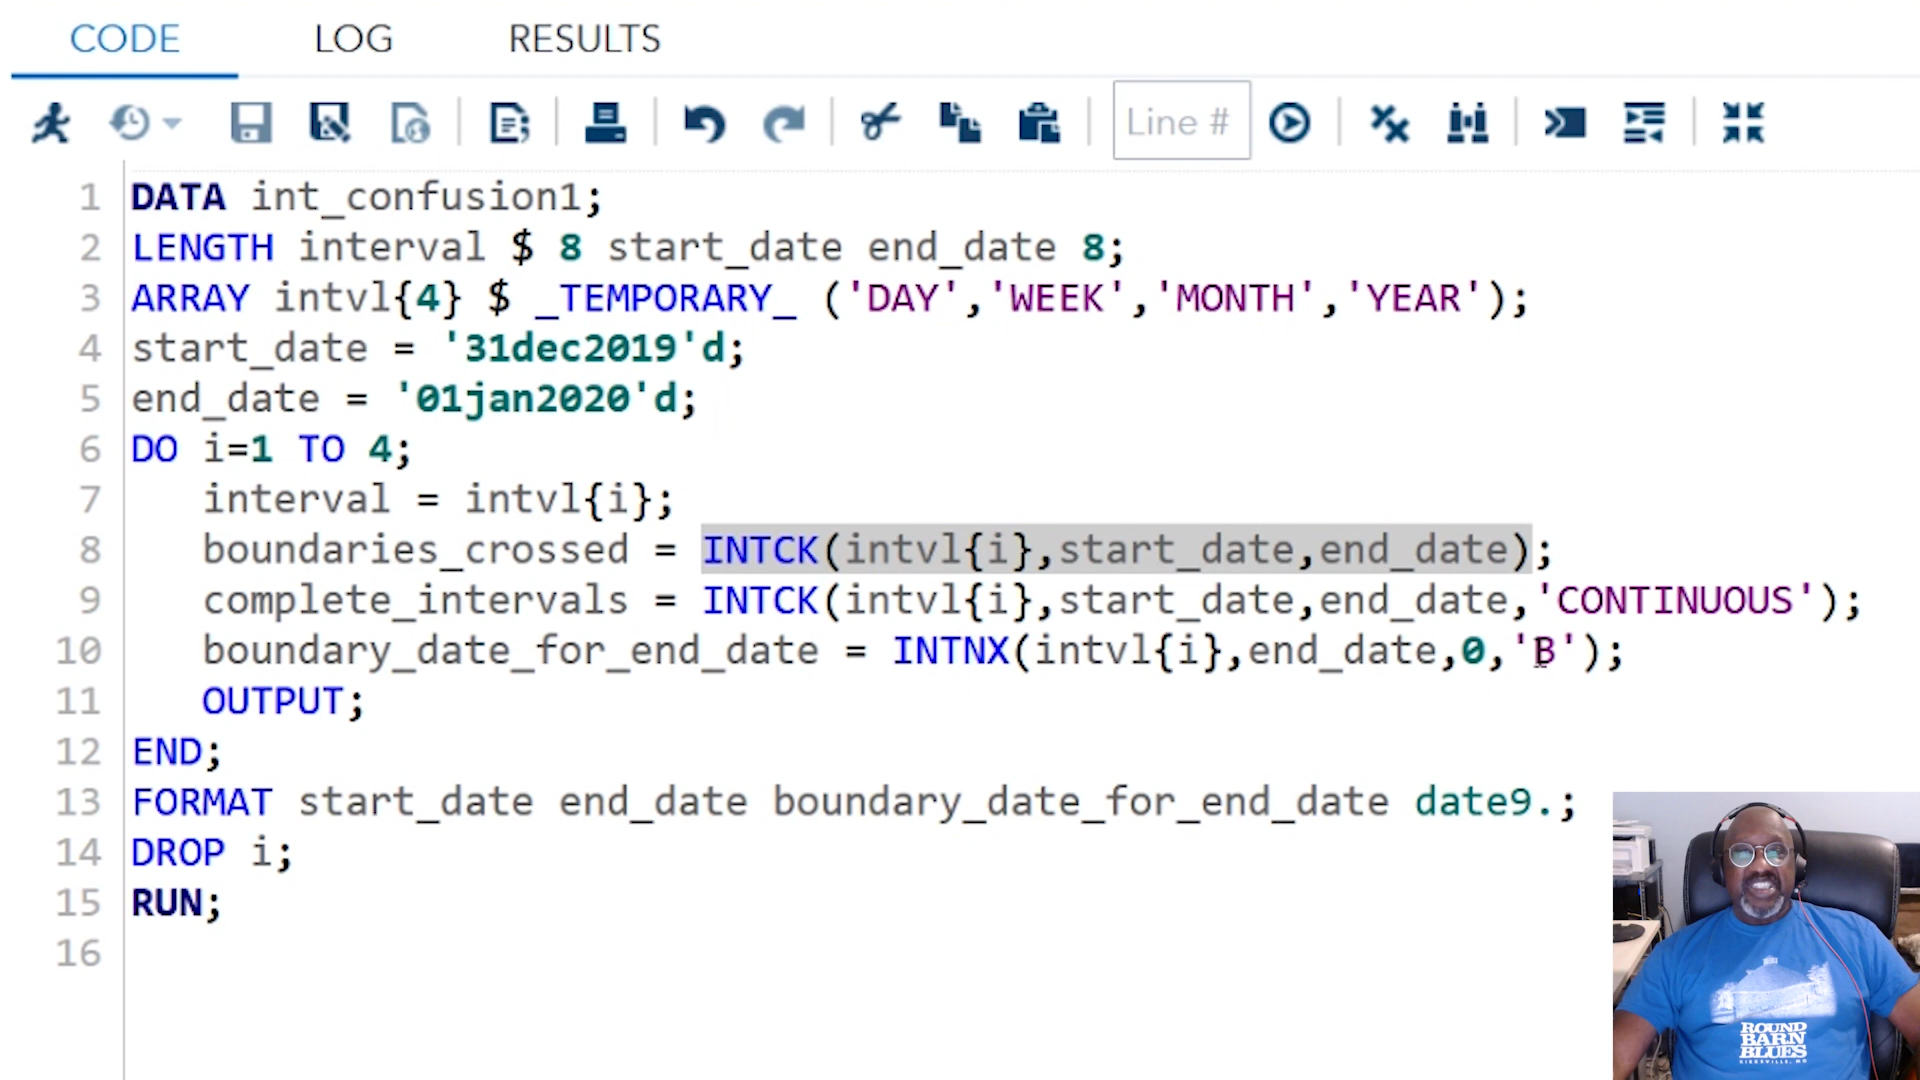 CODE LOG RESULTS
Line #
1 DATA int_confusion1;
2 LENGTH interval $ 8 start_date end_date 8;
3 ARRAY intvl{4} $ _TEMPORARY_ ('DAY','WEEK','MONTH','YEAR');
4 start_date = '31dec2019'd;
5 end_date = '01jan2020'd;
6 DO i=1 TO 4;
7 interval = intvl{i};
8 boundaries_crossed = INTCK(intvl{i},start_date,end_date);
9 complete_intervals = INTCK(intvl{i},start_date,end_date,'CONTINUOUS');
10 boundary_date_for_end_date = INTNX(intvl{i},end_date,0,'B');
11 OUTPUT;
12 END;
13 FORMAT start_date end_date boundary_date_for_end_date date9.;
14 DROP i;
15 RUN;
16
ROUND
BARN
BLUES
KIRKSVILLE, MO